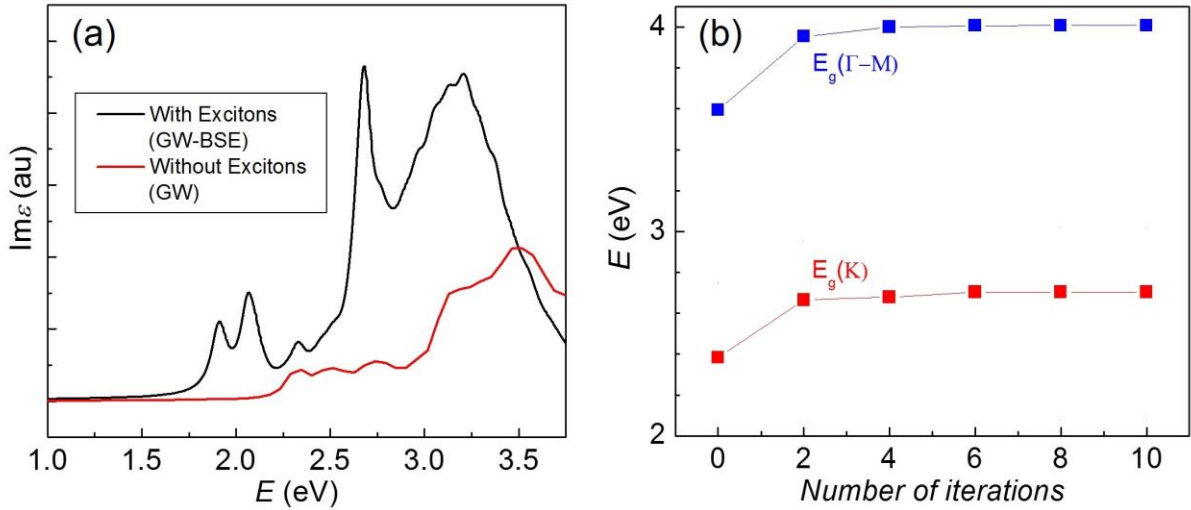 (a)
With Excitons
(GW-BSE)
Without Excitons
(GW)
Imε (au)
1.0 1.5 2.0 2.5 3.0 3.5
E (eV)
(b)
4
3
2
E (eV)
Eg(Γ–M)
Eg(K)
0 2 4 6 8 10
Number of iterations